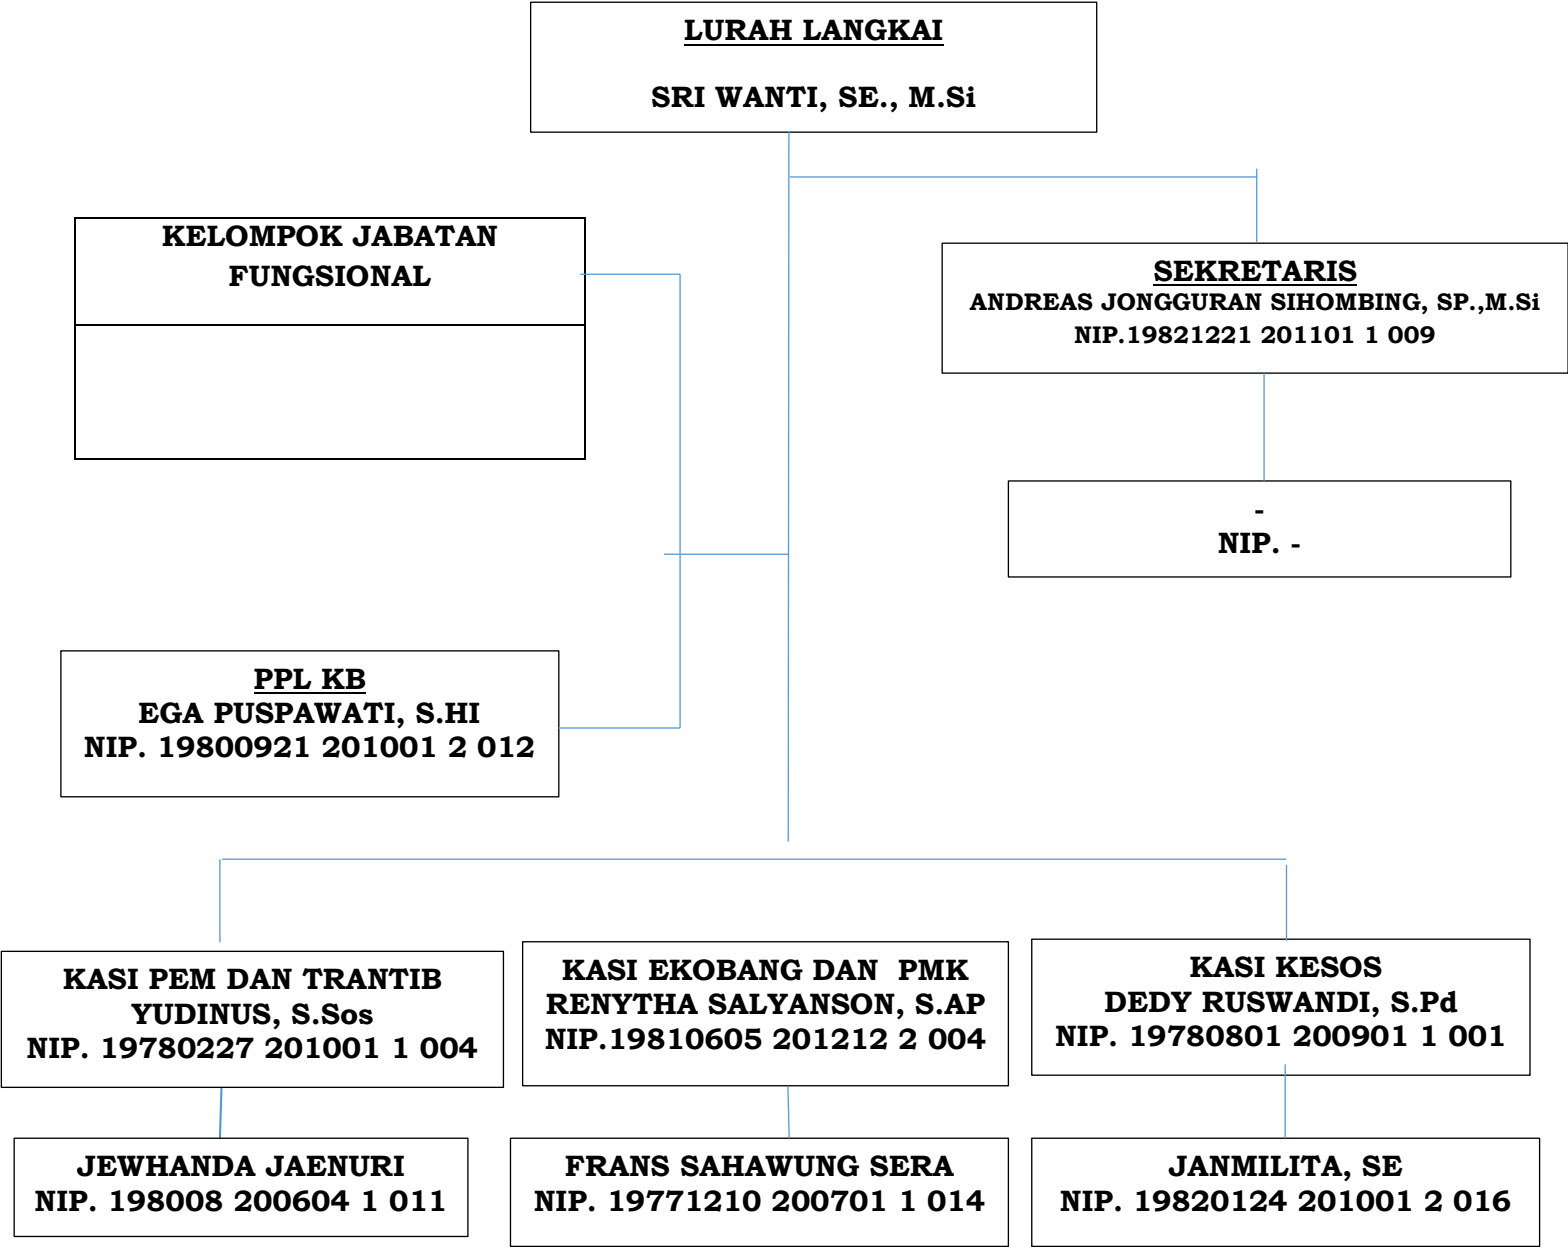 LURAH LANGKAI
SRI WANTI, SE., M.Si
KELOMPOK JABATAN
FUNGSIONAL
SEKRETARIS
ANDREAS JONGGURAN SIHOMBING, SP.,M.Si
NIP.19821221 201101 1 009
-
NIP. -
PPL KB
EGA PUSPAWATI, S.HI
NIP. 19800921 201001 2 012
KASI PEM DAN TRANTIB
YUDINUS, S.Sos
NIP. 19780227 201001 1 004
KASI EKOBANG DAN  PMK
RENYTHA SALYANSON, S.AP
NIP.19810605 201212 2 004
KASI KESOS
DEDY RUSWANDI, S.Pd
NIP. 19780801 200901 1 001
JEWHANDA JAENURI
NIP. 198008 200604 1 011
FRANS SAHAWUNG SERA
NIP. 19771210 200701 1 014
JANMILITA, SE
NIP. 19820124 201001 2 016